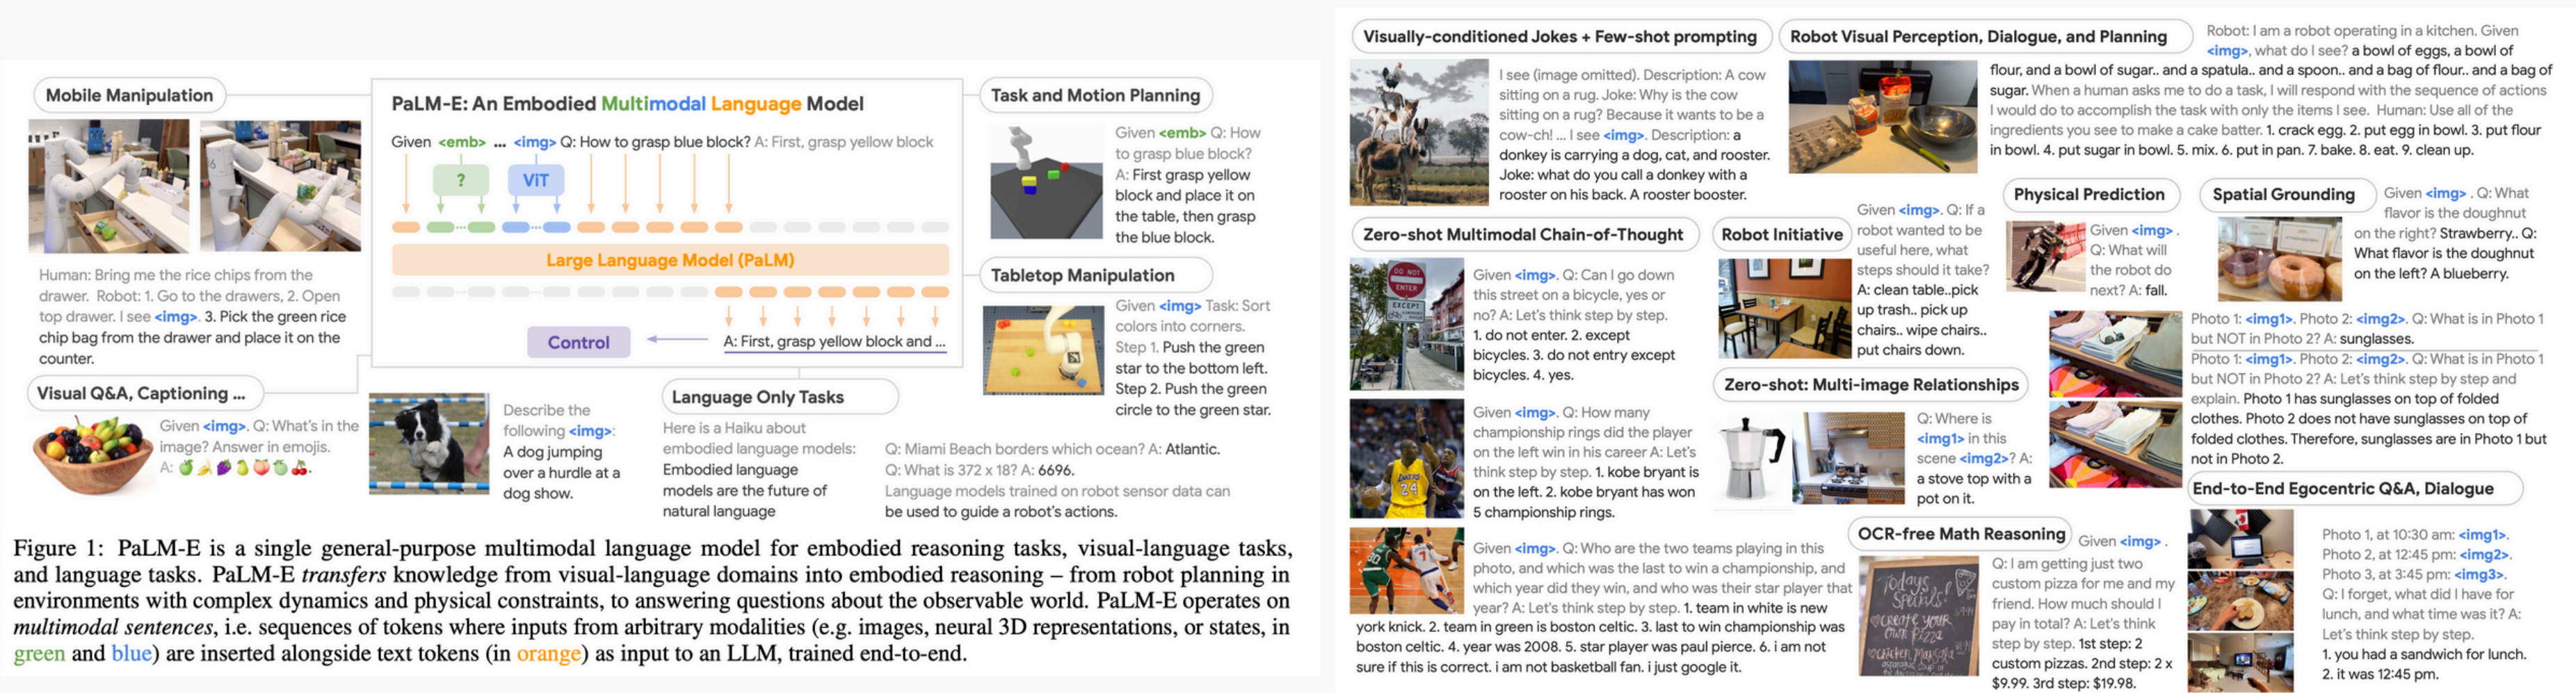 Mobile Manipulation
Human: Bring me the rice chips from the
drawer. Robot: 1. Go to the drawers, 2. Open
top drawer. I see <img>. 3. Pick the green rice
chip bag from the drawer and place it on the
counter.
Visual Q&A, Captioning ...
Given <img>. Q: What's in the
image? Answer in emojis.
A: 🍏🍌🍇🍐🍑🍈🍒.
PaLM-E: An Embodied Multimodal Language Model
Given <emb> ... <img> Q: How to grasp blue block? A: First, grasp yellow block
?
ViT
Large Language Model (PaLM)
Control
A: First, grasp yellow block and ...
Describe the
following <img>:
A dog jumping
over a hurdle at a
dog show.
Language Only Tasks
Here is a Haiku about
embodied language models:
Embodied language
models are the future of
natural language
Q: Miami Beach borders which ocean? A: Atlantic.
Q: What is 372 x 18? A: 6696.
Language models trained on robot sensor data can
be used to guide a robot's actions.
Task and Motion Planning
Given <emb> Q: How
to grasp blue block?
A: First grasp yellow
block and place it on
the table, then grasp
the blue block.
Tabletop Manipulation
Given <img> Task: Sort
colors into corners.
Step 1. Push the green
star to the bottom left.
Step 2. Push the green
circle to the green star.
Figure 1: PaLM-E is a single general-purpose multimodal language model for embodied reasoning tasks, visual-language tasks,
and language tasks. PaLM-E transfers knowledge from visual-language domains into embodied reasoning – from robot planning in
environments with complex dynamics and physical constraints, to answering questions about the observable world. PaLM-E operates on
multimodal sentences, i.e. sequences of tokens where inputs from arbitrary modalities (e.g. images, neural 3D representations, or states, in
green and blue) are inserted alongside text tokens (in orange) as input to an LLM, trained end-to-end.
Visually-conditioned Jokes + Few-shot prompting
I see (image omitted). Description: A cow
sitting on a rug. Joke: Why is the cow
sitting on a rug? Because it wants to be a
cow-ch! ... I see <img>. Description: a
donkey is carrying a dog, cat, and rooster.
Joke: what do you call a donkey with a
rooster on his back. A rooster booster.
Robot Visual Perception, Dialogue, and Planning
Robot: I am a robot operating in a kitchen. Given
<img>, what do I see? a bowl of eggs, a bowl of
flour, and a bowl of sugar.. and a spatula.. and a spoon.. and a bag of flour.. and a bag of
sugar. When a human asks me to do a task, I will respond with the sequence of actions
I would do to accomplish the task with only the items I see. Human: Use all of the
ingredients you see to make a cake batter. 1. crack egg. 2. put egg in bowl. 3. put flour
in bowl. 4. put sugar in bowl. 5. mix. 6. put in pan. 7. bake. 8. eat. 9. clean up.
Zero-shot Multimodal Chain-of-Thought
DO NOT
ENTER
EXCEPT
BICYCLES
Given <img>. Q: Can I go down
this street on a bicycle, yes or
no? A: Let's think step by step.
1. do not enter. 2. except
bicycles. 3. do not entry except
bicycles. 4. yes.
LAKERS
24
Given <img>. Q: How many
championship rings did the player
on the left win in his career A: Let's
think step by step. 1. kobe bryant is
on the left. 2. kobe bryant has won
5 championship rings.
20
7
Given <img>. Q: Who are the two teams playing in this
photo, and which was the last to win a championship, and
which year did they win, and who was their star player that
year? A: Let's think step by step. 1. team in white is new
york knick. 2. team in green is boston celtic. 3. last to win championship was
boston celtic. 4. year was 2008. 5. star player was paul pierce. 6. i am not
sure if this is correct. i am not basketball fan. i just google it.
Robot Initiative
Given <img>. Q: If a
robot wanted to be
useful here, what
steps should it take?
A: clean table..pick
up trash.. pick up
chairs.. wipe chairs..
put chairs down.
Physical Prediction
Given <img> .
Q: What will
the robot do
next? A: fall.
Spatial Grounding
Given <img> . Q: What
flavor is the doughnut
on the right? Strawberry.. Q:
What flavor is the doughnut
on the left? A blueberry.
Zero-shot: Multi-image Relationships
Q: Where is
<img1> in this
scene <img2>? A:
a stove top with a
pot on it.
Photo 1: <img1>. Photo 2: <img2>. Q: What is in Photo 1
but NOT in Photo 2? A: sunglasses.
Photo 1: <img1>. Photo 2: <img2>. Q: What is in Photo 1
but NOT in Photo 2? A: Let's think step by step and
explain. Photo 1 has sunglasses on top of folded
clothes. Photo 2 does not have sunglasses on top of
folded clothes. Therefore, sunglasses are in Photo 1 but
not in Photo 2.
OCR-free Math Reasoning
Todays
Specials
create your
own Pizza
Given <img> .
Q: I am getting just two
custom pizza for me and my
friend. How much should I
pay in total? A: Let's think
step by step. 1st step: 2
custom pizzas. 2nd step: 2 x
$9.99. 3rd step: $19.98.
End-to-End Egocentric Q&A, Dialogue
Photo 1, at 10:30 am: <img1>.
Photo 2, at 12:45 pm: <img2>.
Photo 3, at 3:45 pm: <img3>.
Q: I forget, what did I have for
lunch, and what time was it? A:
Let's think step by step.
1. you had a sandwich for lunch.
2. it was 12:45 pm.